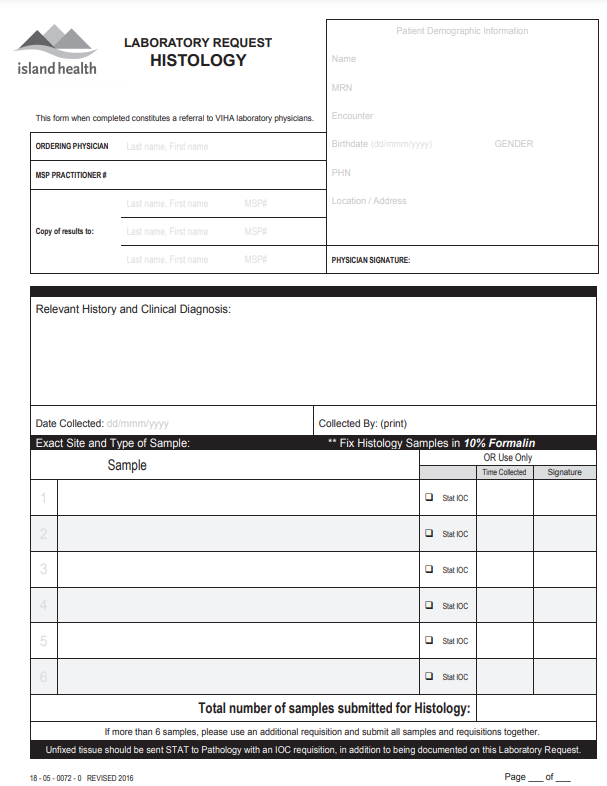 island health
LABORATORY REQUEST
HISTOLOGY
This form when completed constitutes a referral to VIHA laboratory physicians.
Patient Demographic Information
Name
MRN
Encounter
Birthdate (dd/mmm/yyyy) GENDER
PHN
Location / Address
ORDERING PHYSICIAN Last name, First name
MSP PRACTITIONER #
Copy of results to:
Last name, First name MSP#
Last name, First name MSP#
Last name, First name MSP#
PHYSICIAN SIGNATURE:
Relevant History and Clinical Diagnosis:
Date Collected: dd/mmm/yyyy Collected By: (print)
Exact Site and Type of Sample: ** Fix Histology Samples in 10% Formalin
Sample
OR Use Only
Time Collected Signature
1 ❑ Stat IOC
2 ❑ Stat IOC
3 ❑ Stat IOC
4 ❑ Stat IOC
5 ❑ Stat IOC
6 ❑ Stat IOC
Total number of samples submitted for Histology:
If more than 6 samples, please use an additional requisition and submit all samples and requisitions together.
Unfixed tissue should be sent STAT to Pathology with an IOC requisition, in addition to being documented on this Laboratory Request.
18 - 05 - 0072 - 0 REVISED 2016 Page ___ of ___